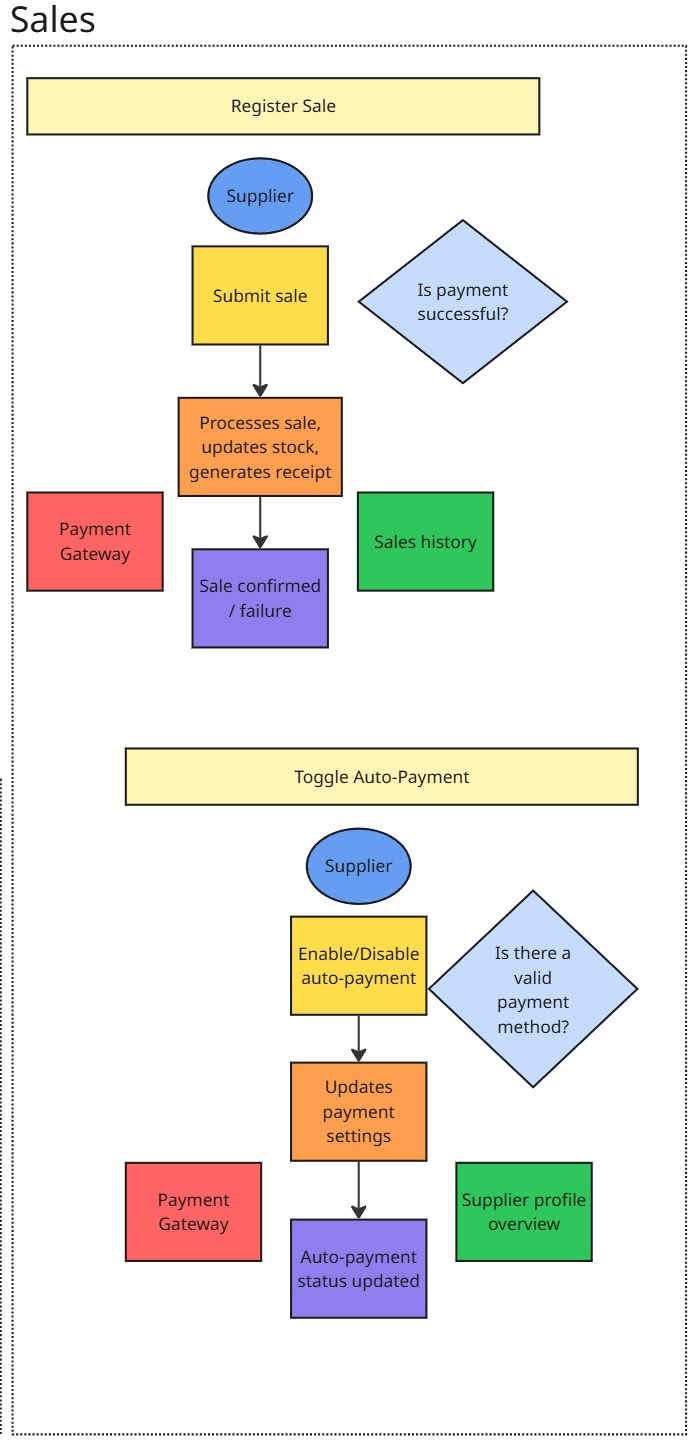 Sales
Register Sale
Supplier
Submit sale
Is payment
successful?
Processes sale,
updates stock,
generates receipt
Payment
Gateway
Sales history
Sale confirmed
/ failure
Toggle Auto-Payment
Supplier
Enable/Disable
auto-payment
Is there a
valid
payment
method?
Updates
payment
settings
Payment
Gateway
Supplier profile
overview
Auto-payment
status updated